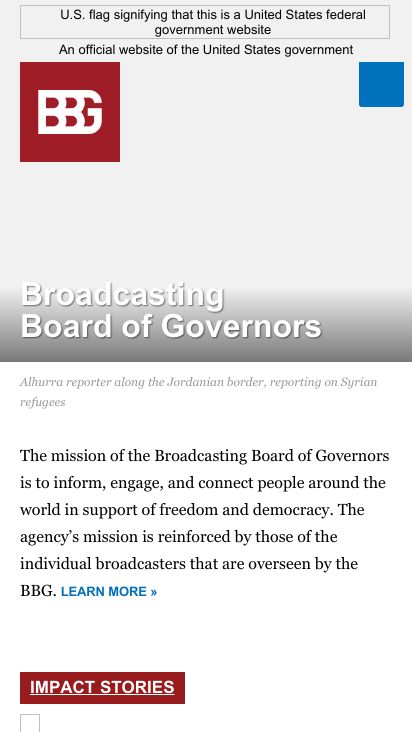 U.S. flag signifying that this is a United States federal
government website
An official website of the United States government
BBG
Broadcasting
Board of Governors
Alhurra reporter along the Jordanian border, reporting on Syrian
refugees
The mission of the Broadcasting Board of Governors
is to inform, engage, and connect people around the
world in support of freedom and democracy. The
agency’s mission is reinforced by those of the
individual broadcasters that are overseen by the
BBG. LEARN MORE »
IMPACT STORIES